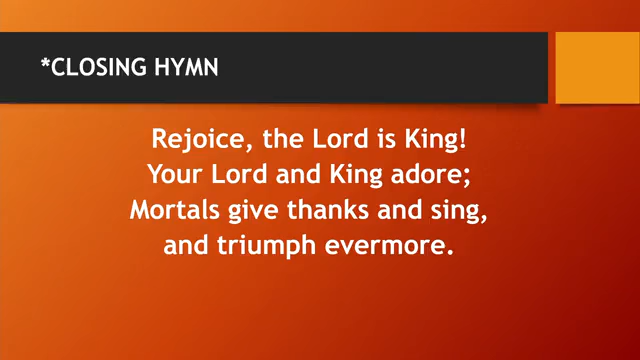 *CLOSING HYMN
Rejoice, the Lord is King!
Your Lord and King adore;
Mortals give thanks and sing,
and triumph evermore.